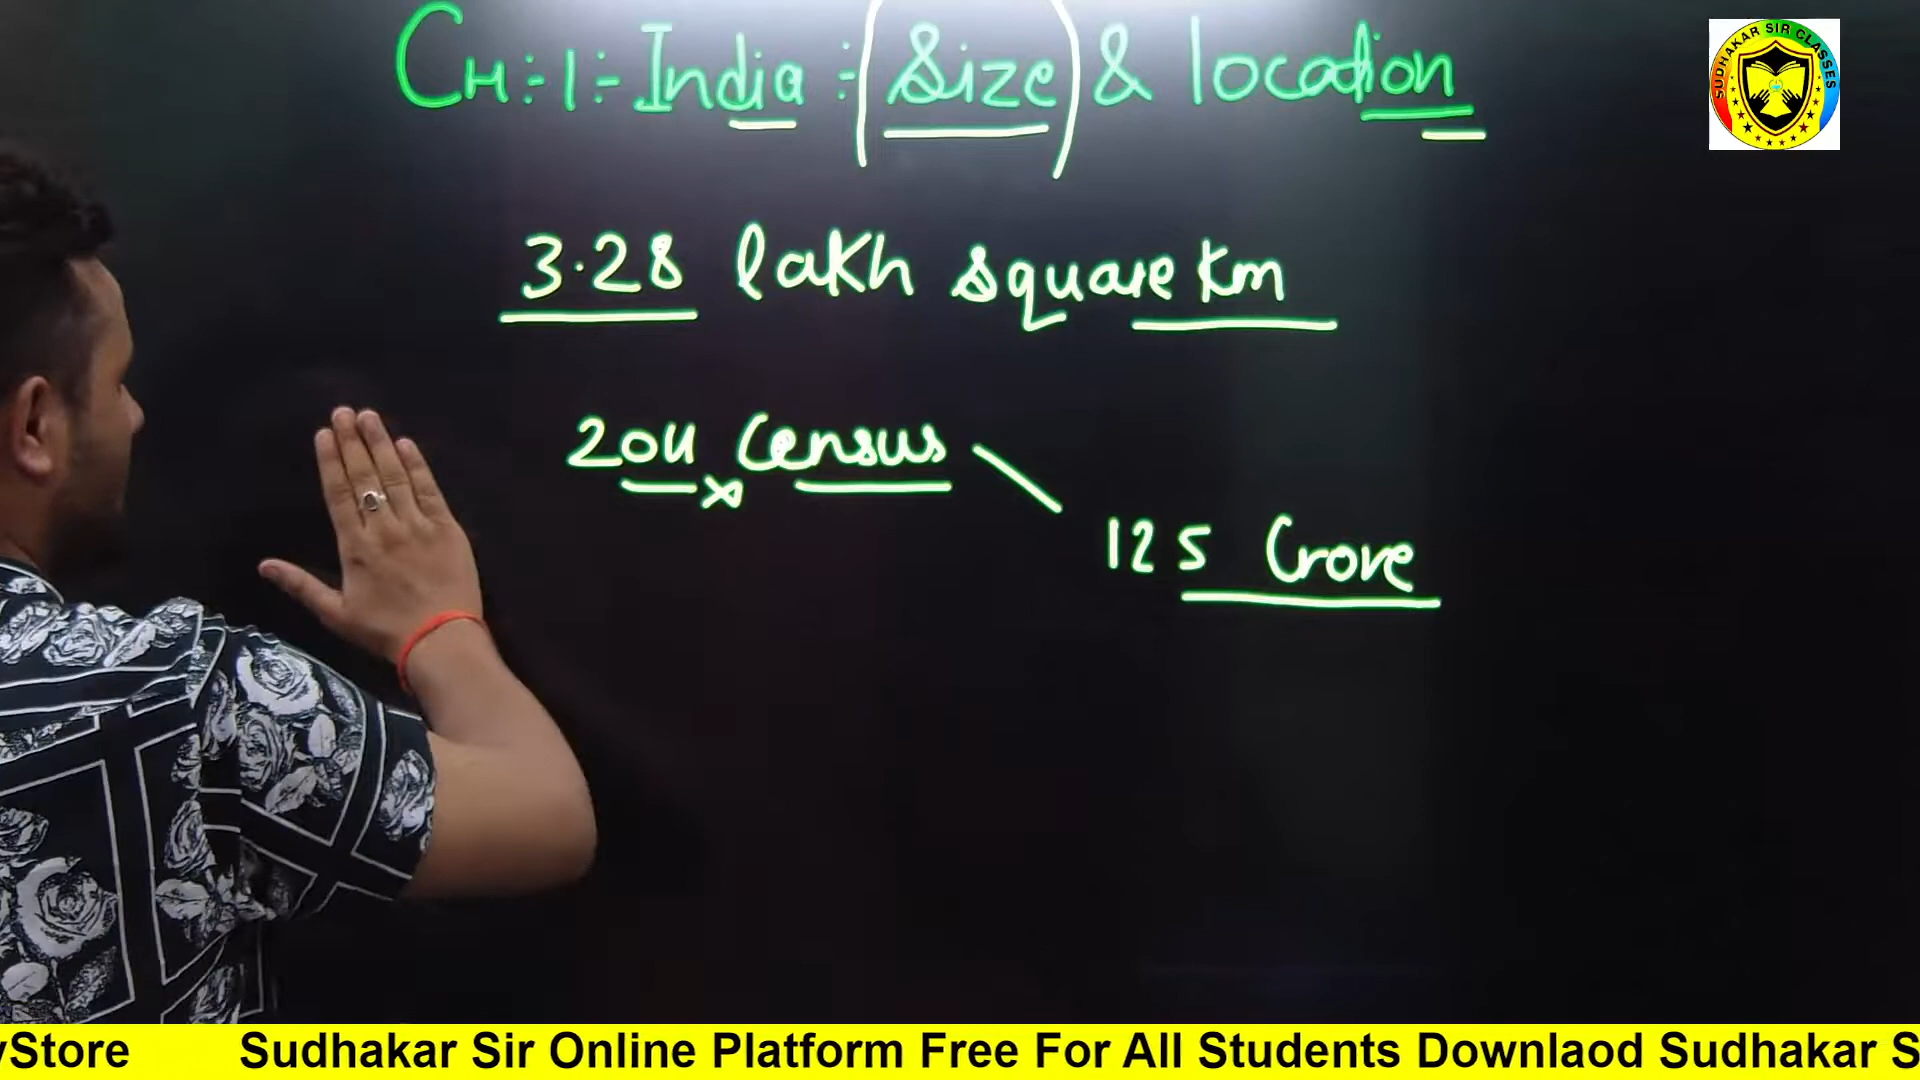 CH:-1:- India : Size & location
SUDHAKAR SIR CLASSES
3.28 lakh square km
2011 Census
125 Crore
yStore Sudhakar Sir Online Platform Free For All Students Downlaod Sudhakar S